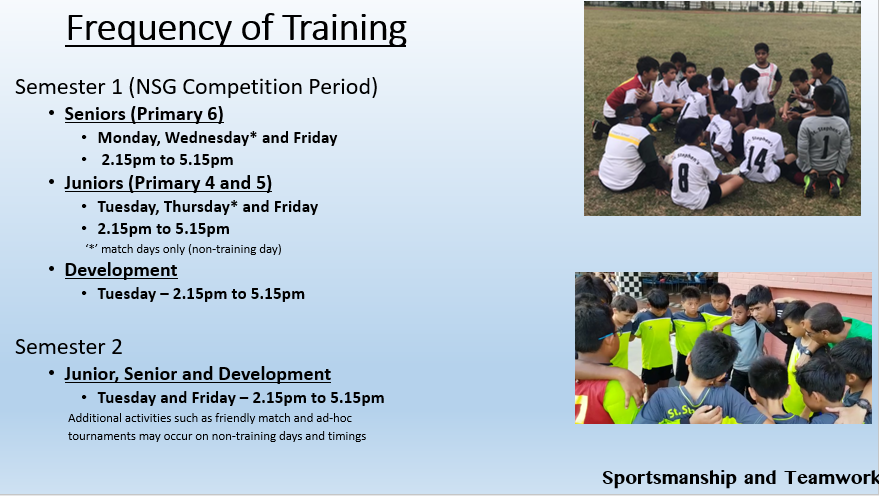 Frequency of Training
Semester 1 (NSG Competition Period)
• Seniors (Primary 6)
• Monday, Wednesday* and Friday
• 2.15pm to 5.15pm
• Juniors (Primary 4 and 5)
• Tuesday, Thursday* and Friday
• 2.15pm to 5.15pm
‘*’ match days only (non-training day)
• Development
• Tuesday – 2.15pm to 5.15pm
Semester 2
• Junior, Senior and Development
• Tuesday and Friday – 2.15pm to 5.15pm
Additional activities such as friendly match and ad-hoc
tournaments may occur on non-training days and timings
St. Stephen's
8
14
St. Stephen's
1
St.St
Sportsmanship and Teamwork